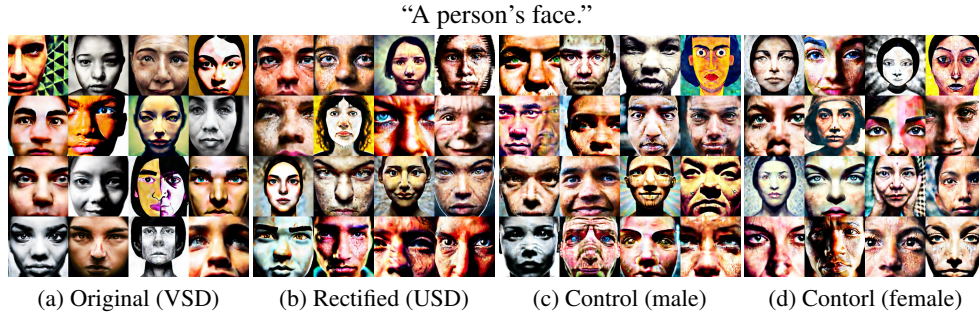 “A person’s face.”
(a) Original (VSD) (b) Rectified (USD) (c) Control (male) (d) Contorl (female)